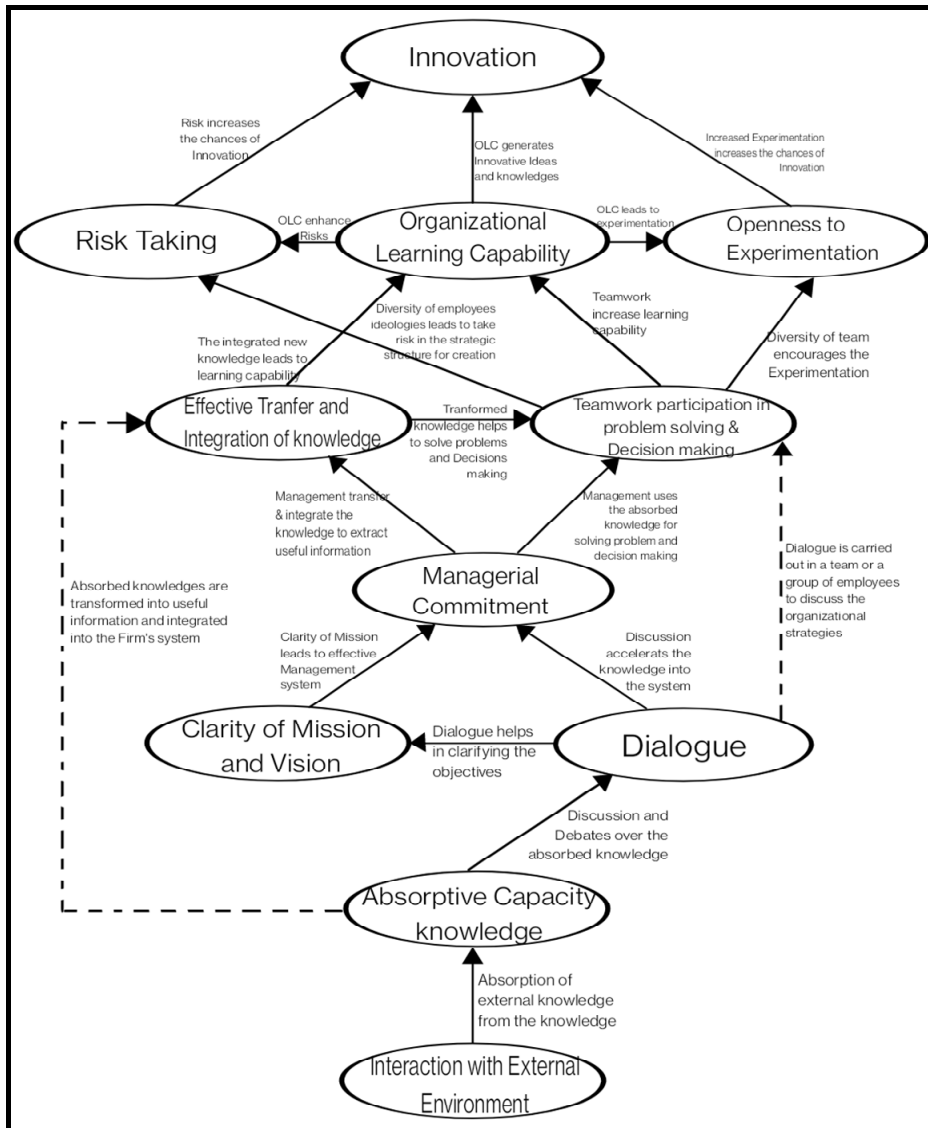 Innovation
Risk increases
the chances of
Innovation
OLC generates
Innovative Ideas
and knowledges
Increased Experimentation
increases the chances of
Innovation
Risk Taking
OLC enhance
Risks
Organizational
Learning Capability
OLC leads to
experimentation
Openness to
Experimentation
The integrated new
knowledge leads to
learning capability
Diversity of employees
ideologies leads to take
risk in the strategic
structure for creation
Teamwork
increase learning
capability
Diversity of team
encourages the
Experimentation
Effective Tranfer and
Integration of knowledge
Tranformed
knowledge helps
to solve problems
and Decisions
making
Teamwork participation in
problem solving &
Decision making
Management transfer
& integrate the
knowledge to extract
useful information
Management uses
the absorbed
knowledge for
solving problem and
decision making
Absorbed knowledges are
transformed into useful
information and integrated
into the Firm's system
Managerial
Commitment
Dialogue is carried
out in a team or a
group of employees
to discuss the
organizational
strategies
Clarity of Mission
leads to effective
Management
system
Discussion
accelerates the
knowledge into
the system
Clarity of Mission
and Vision
Dialogue helps
in clarifying the
objectives
Dialogue
Discussion and
Debates over the
absorbed knowledge
Absorptive Capacity
knowledge
Absorption of
external knowledge
from the knowledge
Interaction with External
Environment